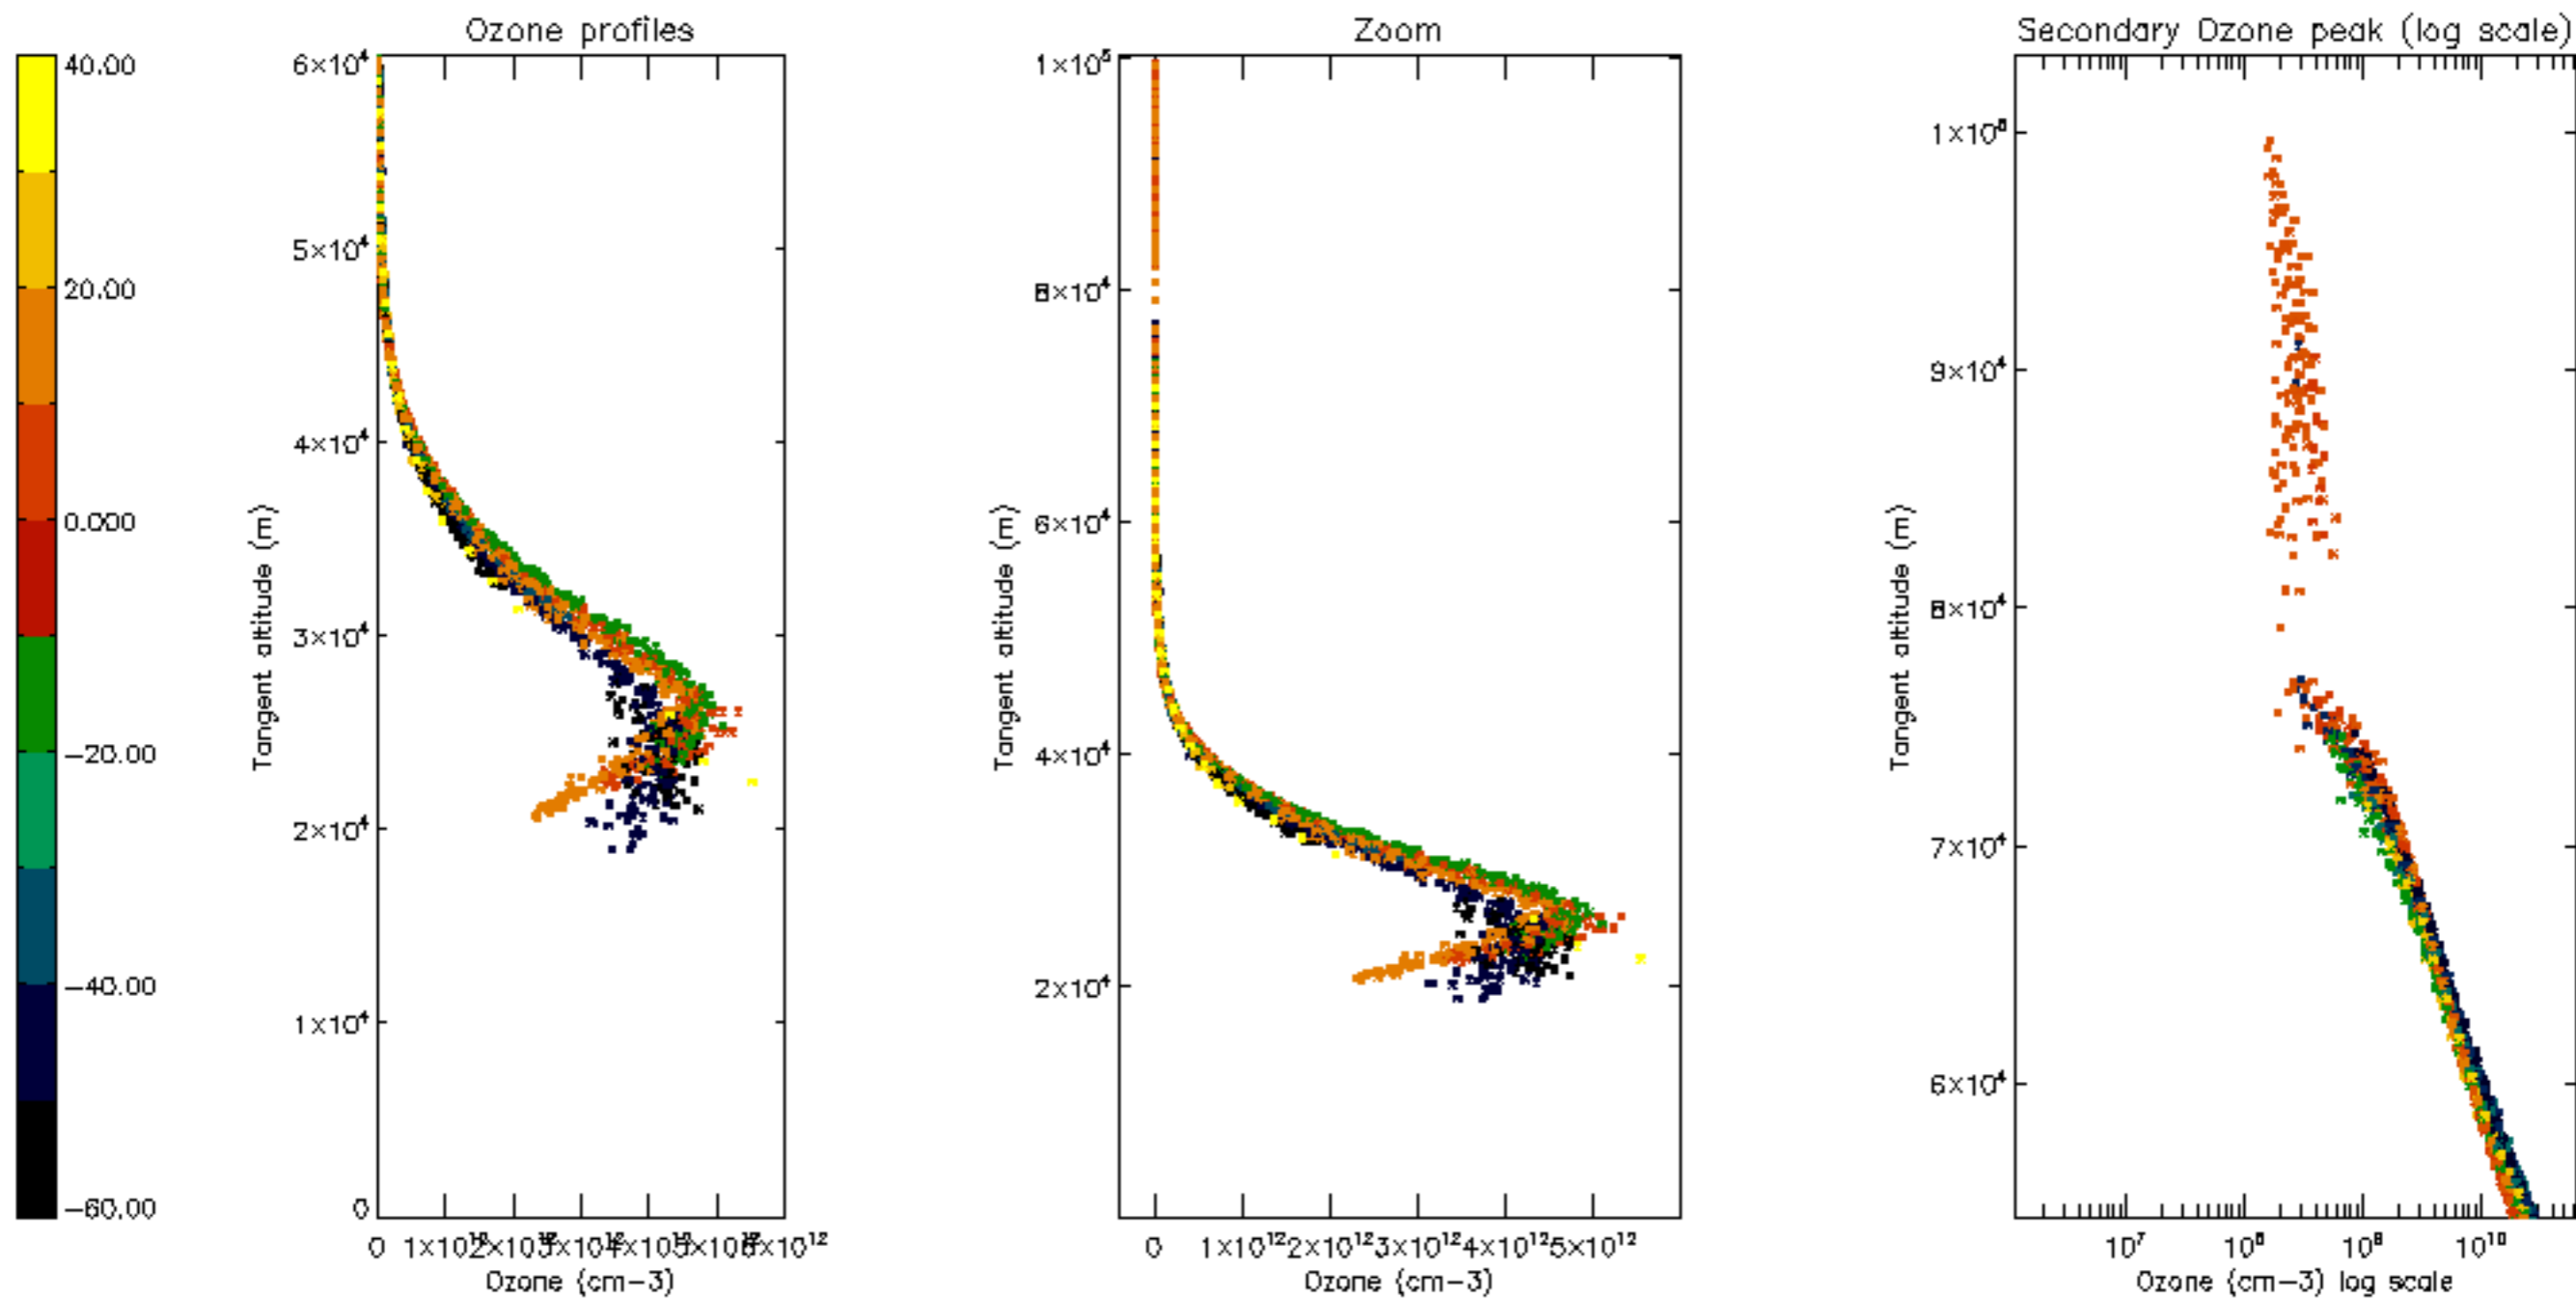 Ozone profiles
Zoom
Secondary Ozone peak (log scale)
40.00
20.00
0.000
−20.00
−40.00
−60.00
6×10⁴
5×10⁴
4×10⁴
3×10⁴
2×10⁴
1×10⁴
0
Tangent altitude (m)
0
Ozone (cm−3)
1×10⁵
8×10⁴
6×10⁴
4×10⁴
2×10⁴
Tangent altitude (m)
0 1×10¹² 2×10¹² 3×10¹² 4×10¹² 5×10¹²
Ozone (cm−3)
9×10⁴
8×10⁴
7×10⁴
6×10⁴
Tangent altitude (m)
10⁷ 10⁸ 10⁹ 10¹⁰
Ozone (cm−3) log scale